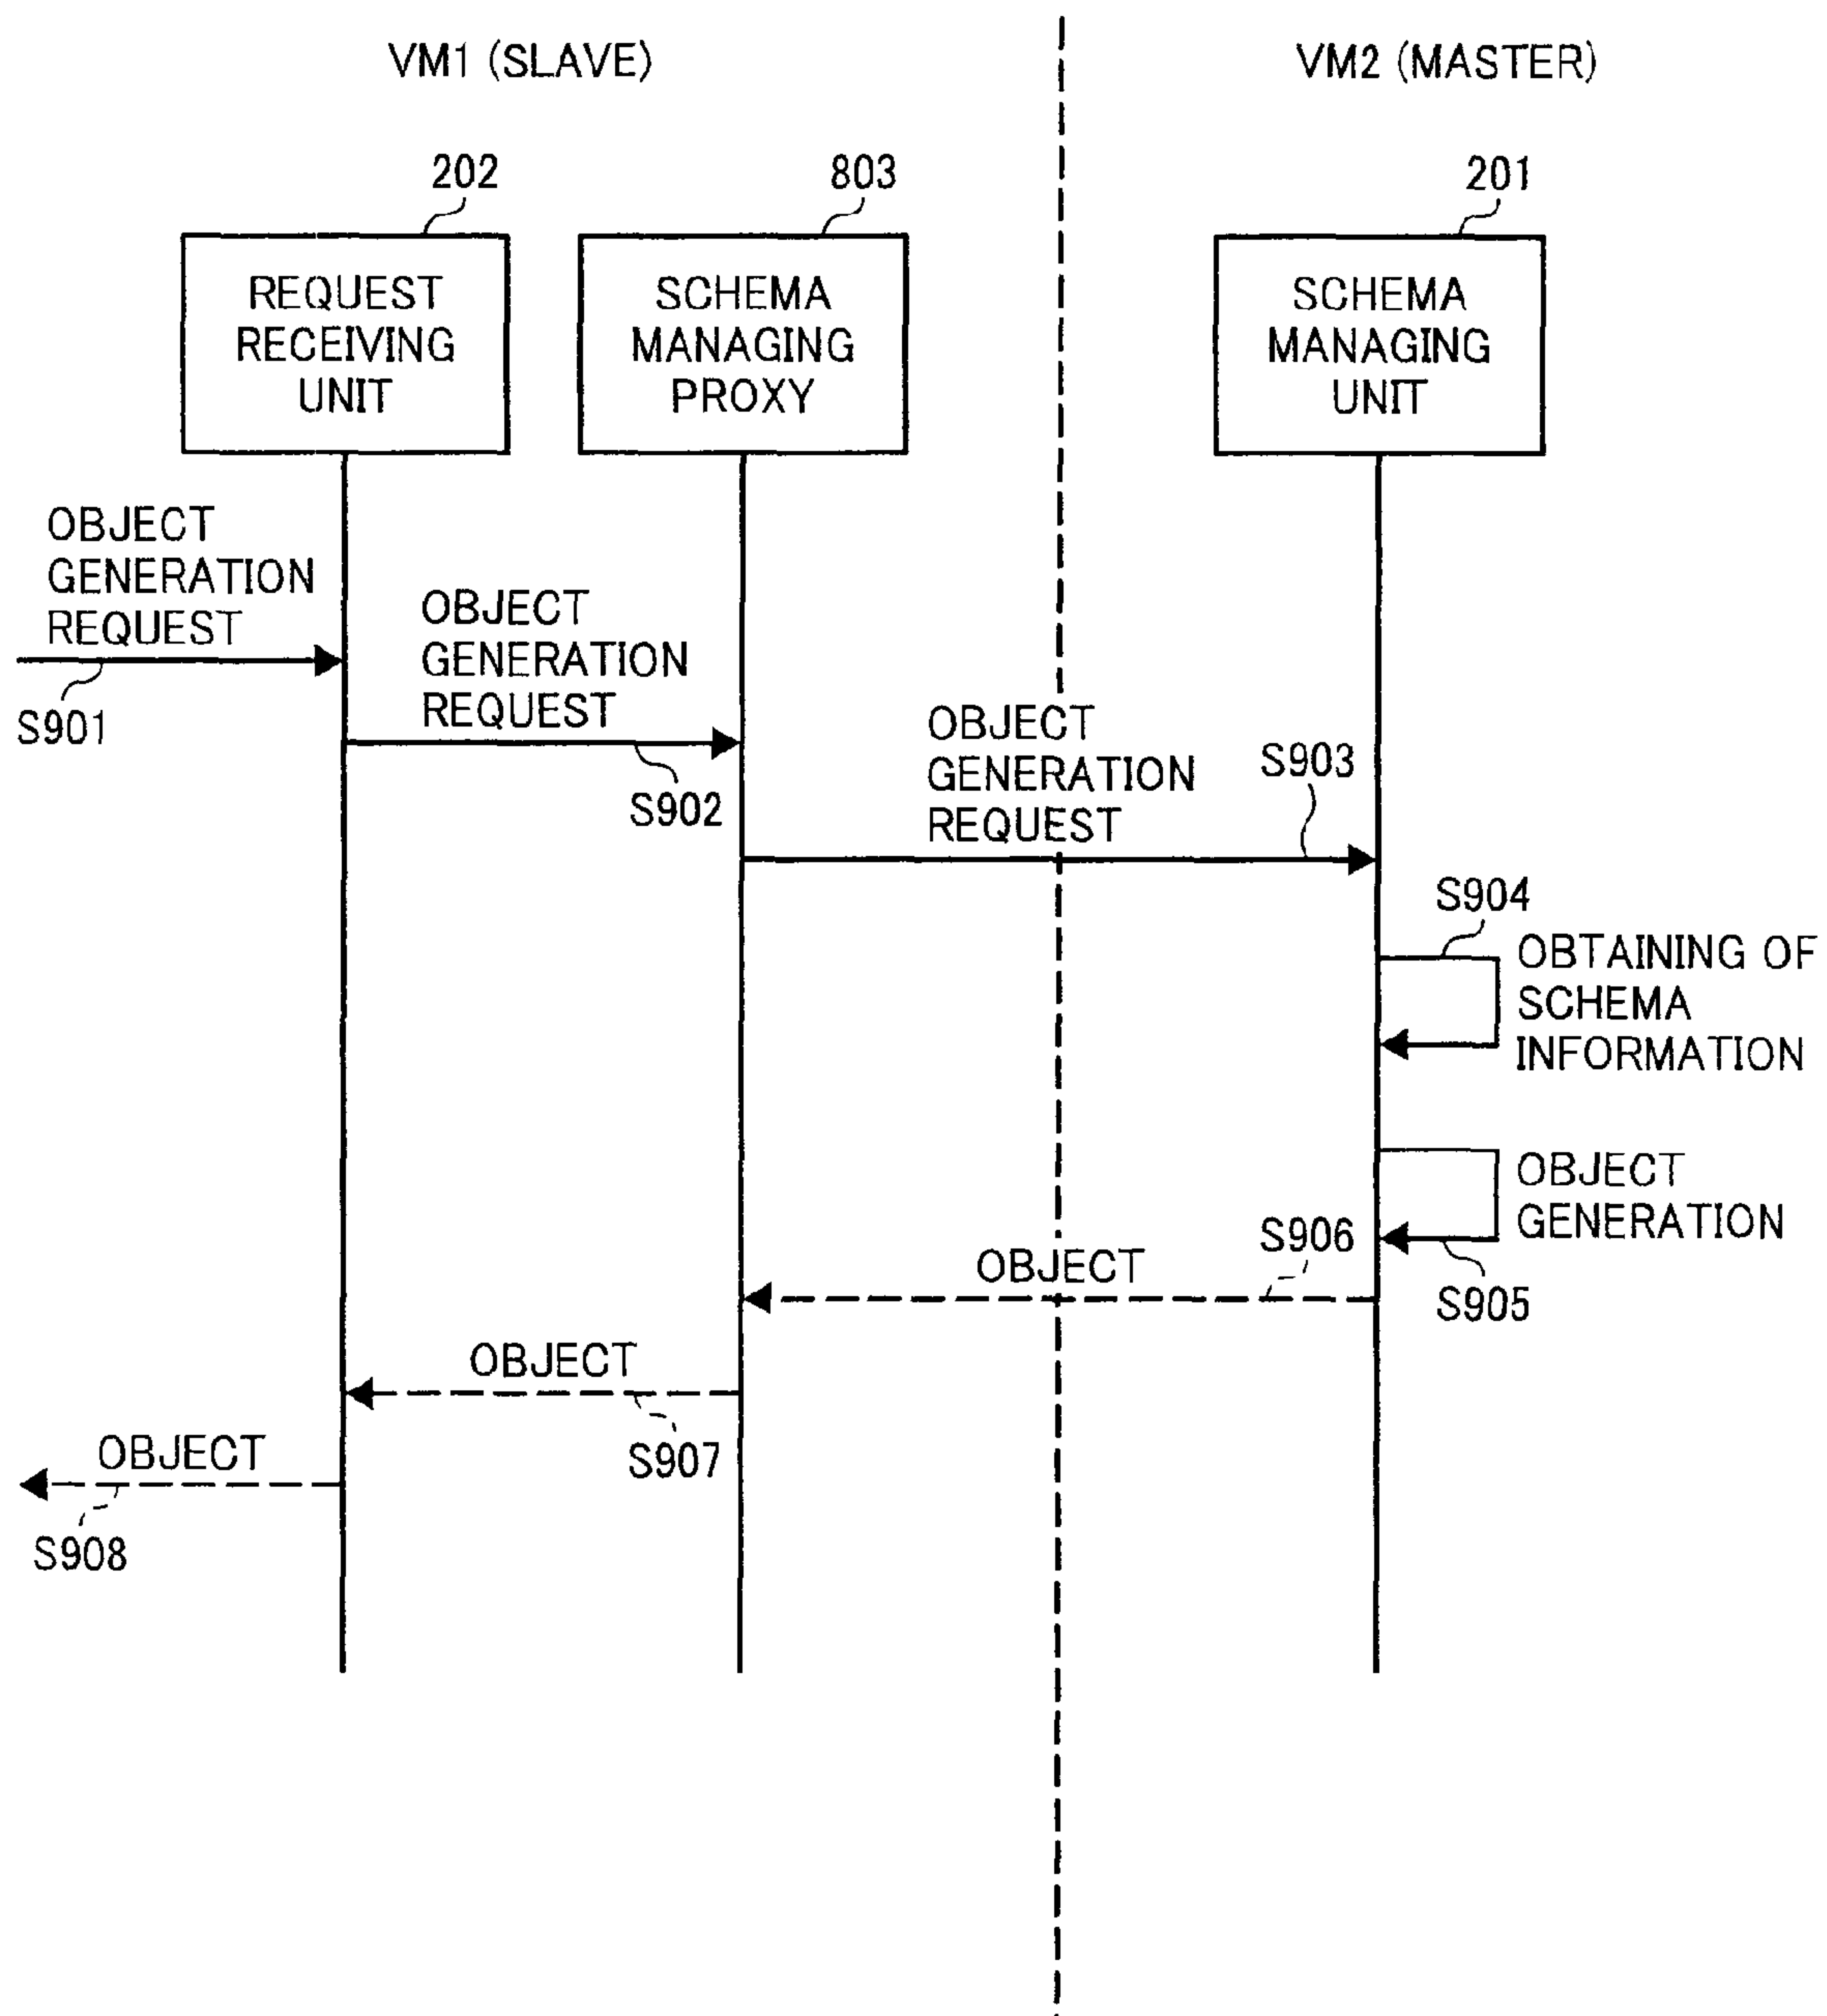 VM1 (SLAVE)
VM2 (MASTER)
202
803
201
REQUEST
RECEIVING
UNIT
SCHEMA
MANAGING
PROXY
SCHEMA
MANAGING
UNIT
OBJECT
GENERATION
REQUEST
S901
OBJECT
GENERATION
REQUEST
S902
OBJECT
GENERATION
REQUEST
S903
S904
OBTAINING OF
SCHEMA
INFORMATION
OBJECT
GENERATION
S905
OBJECT
S906
OBJECT
S907
OBJECT
S908